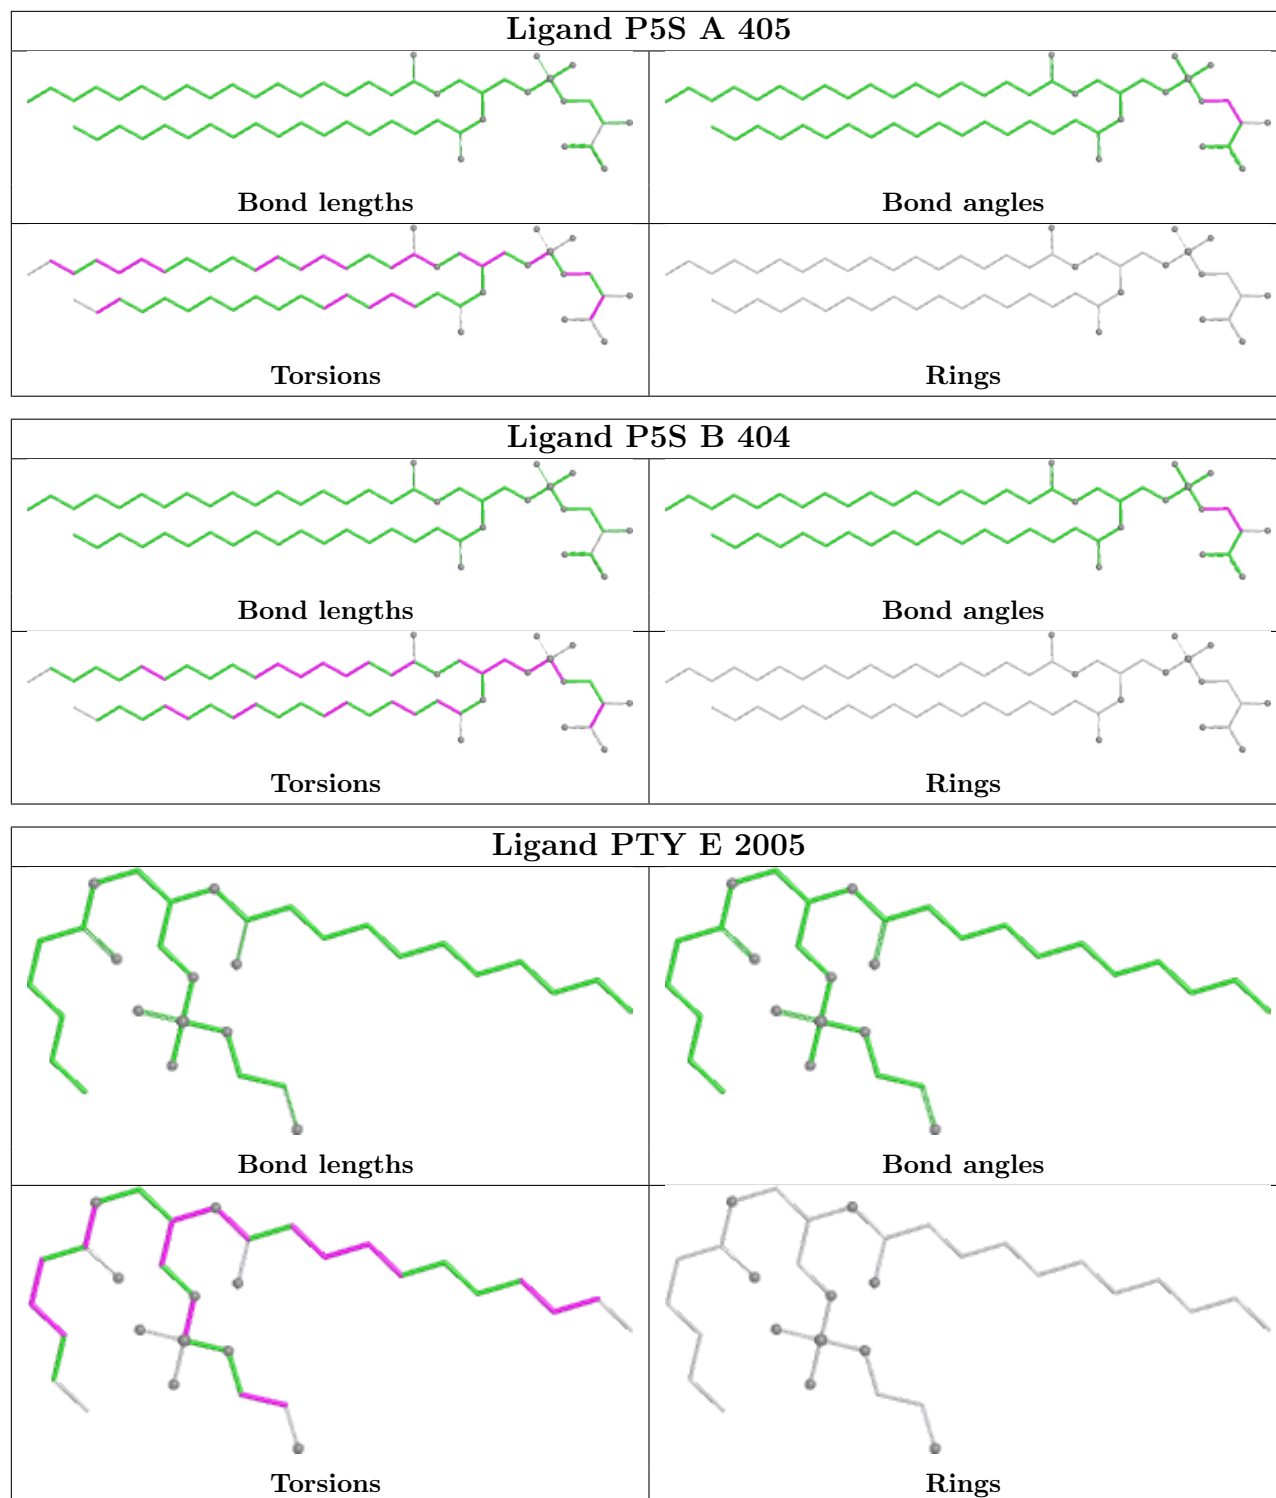 Ligand P5S A 405
Bond lengths
Bond angles
Torsions
Rings
Ligand P5S B 404
Bond lengths
Bond angles
Torsions
Rings
Ligand PTY E 2005
Bond lengths
Bond angles
Torsions
Rings